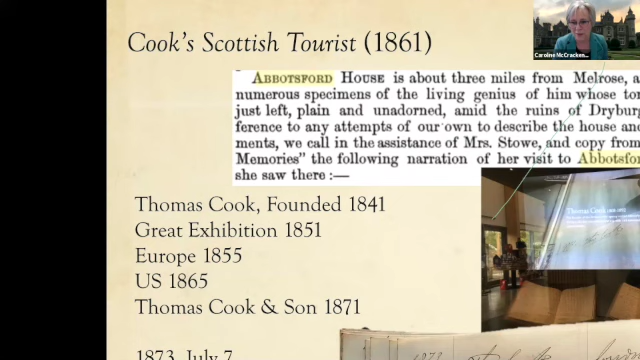 Cook's Scottish Tourist (1861)
Caroline McCracken...
ABBOTSFORD HOUSE is about three miles from Melrose, a
numerous specimens of the living genius of him whose tom
just left, plain and unadorned, amid the ruins of Dryburg
ference to any attempts of our own to describe the house an
ments, we call in the assistance of Mrs. Stowe, and copy from
Memories" the following narration of her visit to Abbotsfor
she saw there :—
Thomas Cook
Thomas Cook, Founded 1841
Great Exhibition 1851
Europe 1855
US 1865
Thomas Cook & Son 1871
1873, July 7